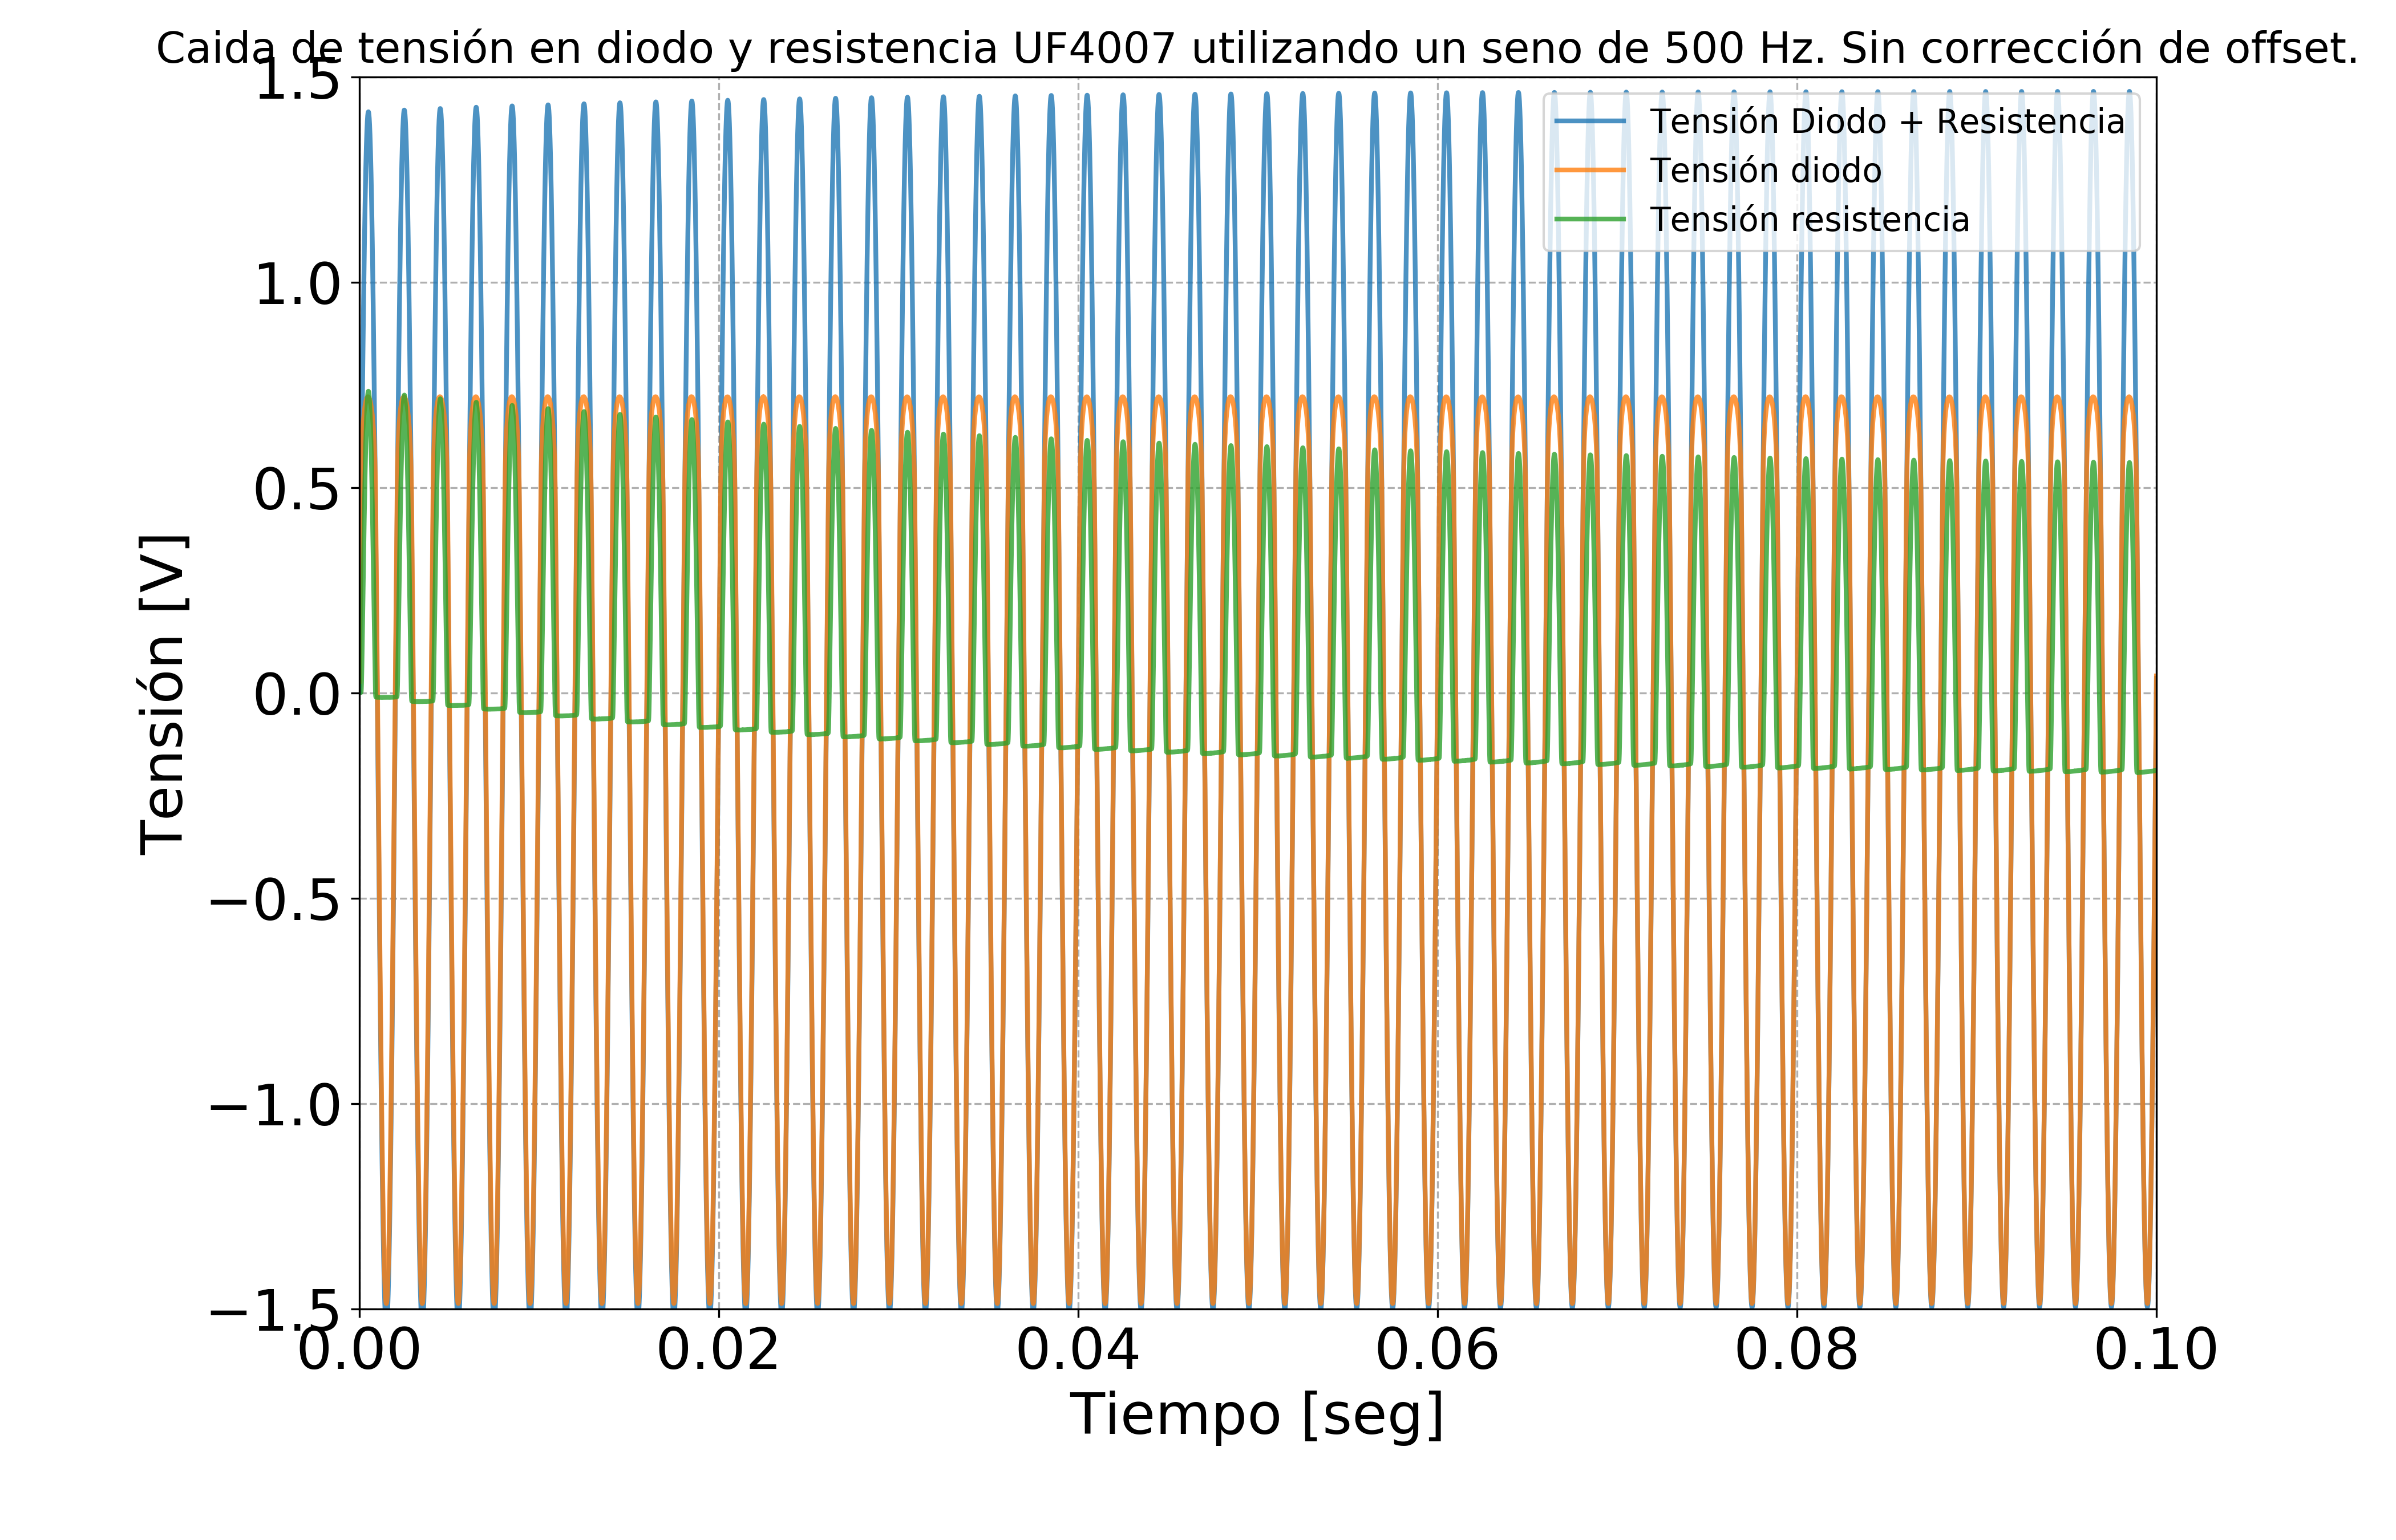 Caida de tensión en diodo y resistencia UF4007 utilizando un seno de 500 Hz. Sin corrección de offset.
Tensión Diodo + Resistencia
Tensión diodo
Tensión resistencia
1.5
1.0
0.5
0.0
−0.5
−1.0
−1.5
Tensión [V]
0.00 0.02 0.04 0.06 0.08 0.10
Tiempo [seg]